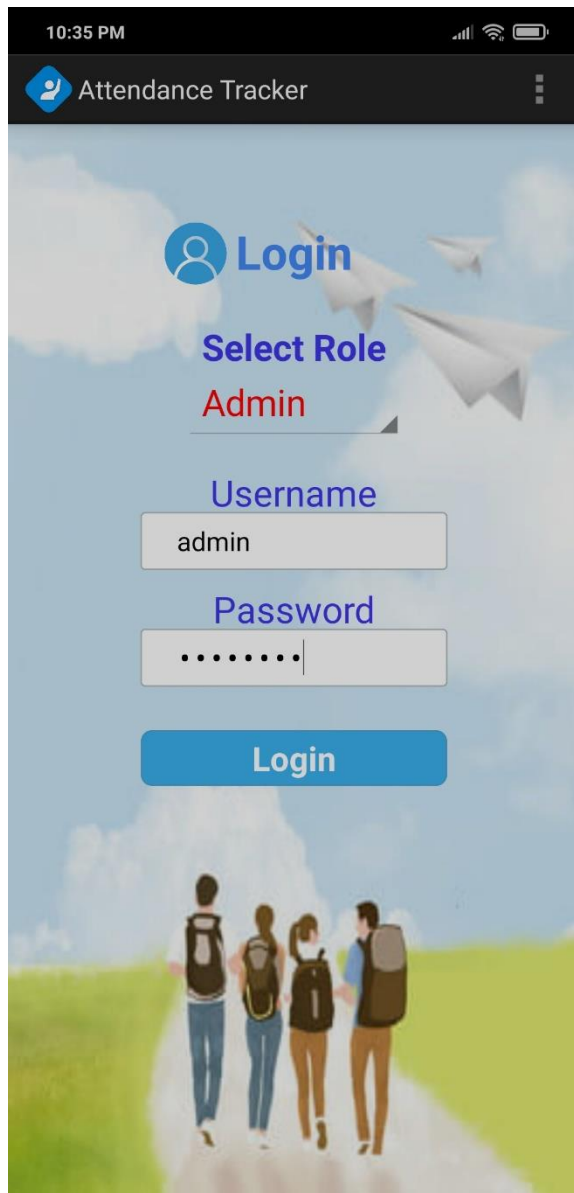 10:35 PM
Attendance Tracker
Login
Select Role
Admin
Username
admin
Password
••••••••
Login